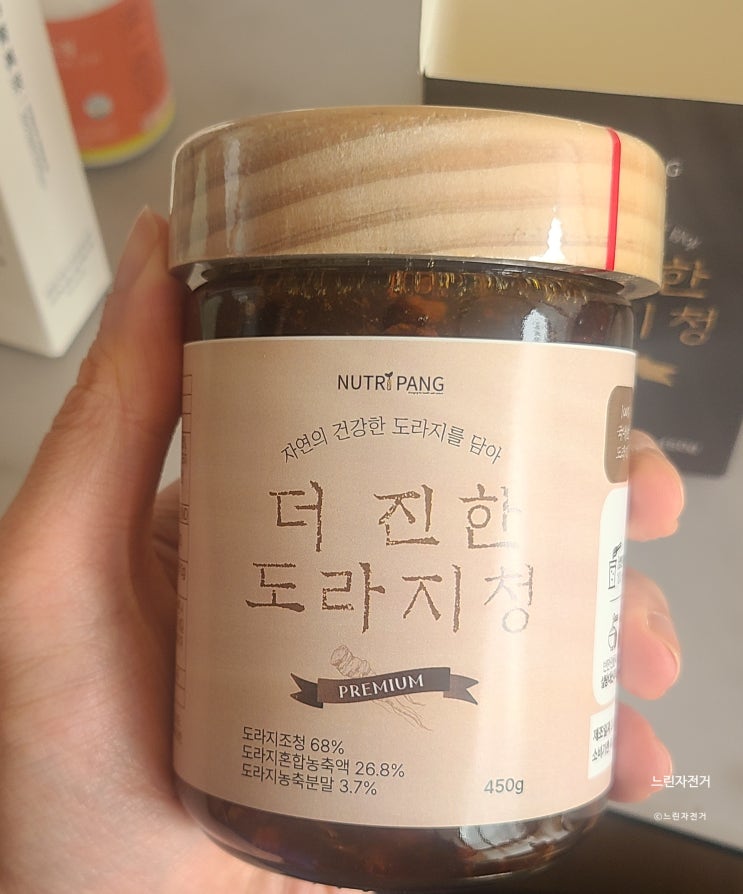 NUTRIPANG
자연의 건강한 도라지를 담아
더 진한
도라지청
PREMIUM
도라지조청 68%
도라지혼합농축액 26.8%
도라지농축분말 3.7%
450g
한
청
느린자전거
©느린자전거